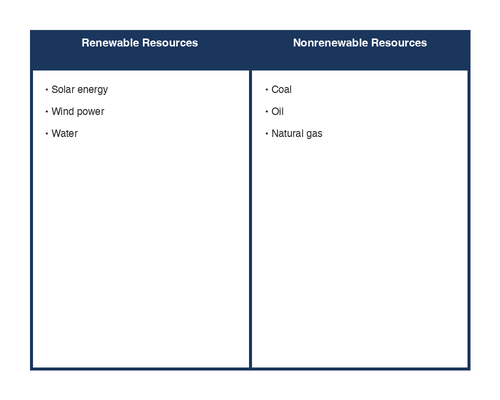 Renewable Resources
Nonrenewable Resources
• Solar energy
• Wind power
• Water
• Coal
• Oil
• Natural gas